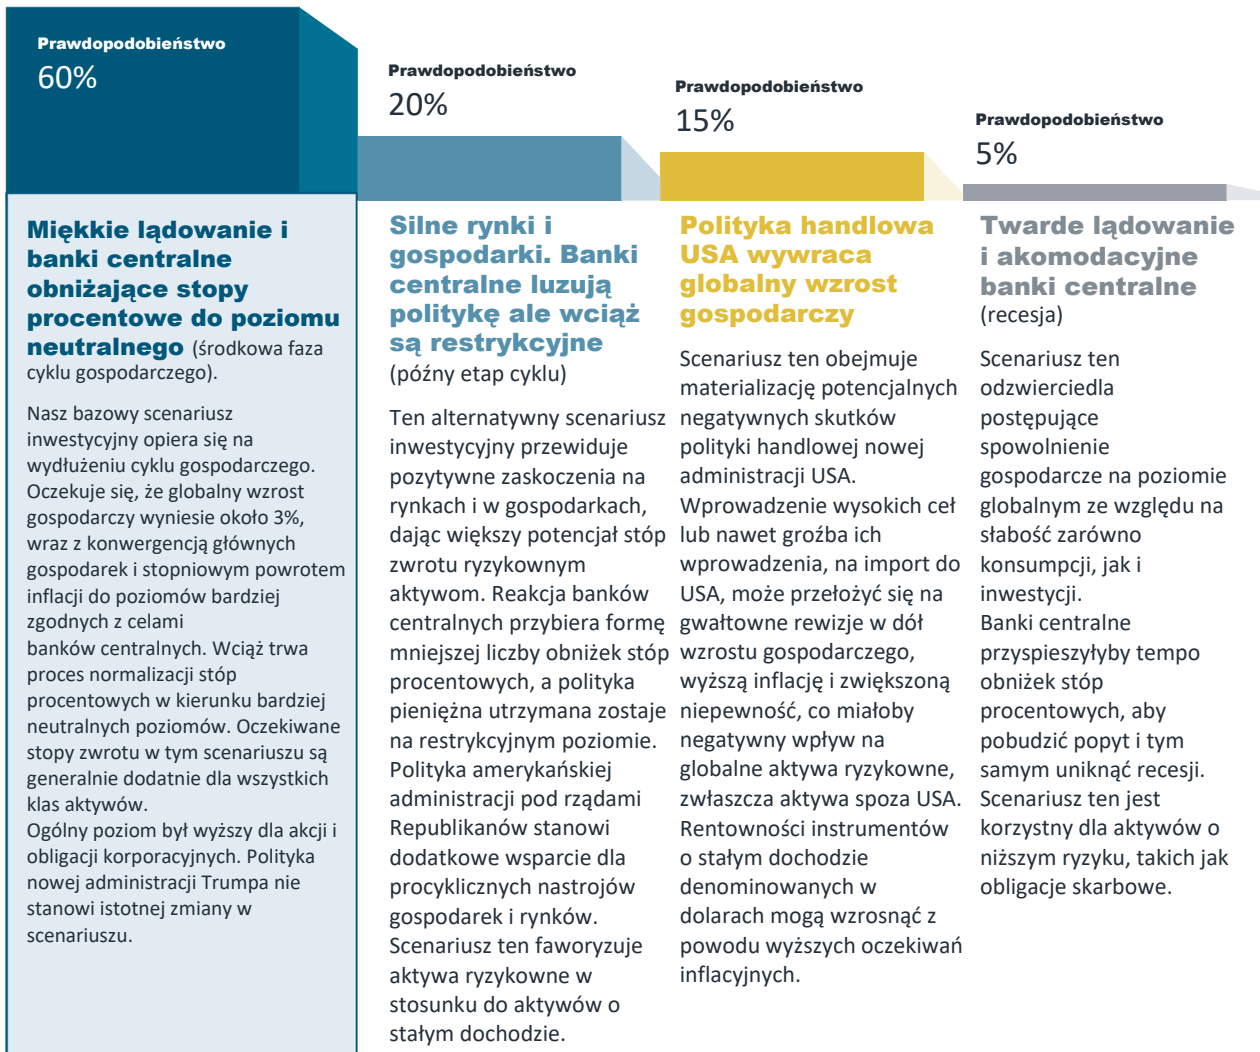 Prawdopodobieństwo
60%
Miękkie lądowanie i
banki centralne
obniżające stopy
procentowe do poziomu
neutralnego (środkowa faza
cyklu gospodarczego).
Nasz bazowy scenariusz
inwestycyjny opiera się na
wydłużeniu cyklu gospodarczego.
Oczekuje się, że globalny wzrost
gospodarczy wyniesie około 3%,
wraz z konwergencją głównych
gospodarek i stopniowym powrotem
inflacji do poziomów bardziej
zgodnych z celami
banków centralnych. Wciąż trwa
proces normalizacji stóp
procentowych w kierunku bardziej
neutralnych poziomów. Oczekiwane
stopy zwrotu w tym scenariuszu są
generalnie dodatnie dla wszystkich
klas aktywów.
Ogólny poziom był wyższy dla akcji i
obligacji korporacyjnych. Polityka
nowej administracji Trumpa nie
stanowi istotnej zmiany w
scenariuszu.
Prawdopodobieństwo
20%
Silne rynki i
gospodarki. Banki
centralne luzują
politykę ale wciąż
są restrykcyjne
(późny etap cyklu)
Ten alternatywny scenariusz
inwestycyjny przewiduje
pozytywne zaskoczenia na
rynkach i w gospodarkach,
dając większy potencjał stóp
zwrotu ryzykownym
aktywom. Reakcja banków
centralnych przybiera formę
mniejszej liczby obniżek stóp
procentowych, a polityka
pieniężna utrzymana zostaje
na restrykcyjnym poziomie.
Polityka amerykańskiej
administracji pod rządami
Republikanów stanowi
dodatkowe wsparcie dla
procyklicznych nastrojów
gospodarek i rynków.
Scenariusz ten faworyzuje
aktywa ryzykowne w
stosunku do aktywów o
stałym dochodzie.
Prawdopodobieństwo
15%
Polityka handlowa
USA wywraca
globalny wzrost
gospodarczy
Scenariusz ten obejmuje
materializację potencjalnych
negatywnych skutków
polityki handlowej nowej
administracji USA.
Wprowadzenie wysokich ceł
lub nawet groźba ich
wprowadzenia, na import do
USA, może przełożyć się na
gwałtowne rewizje w dół
wzrostu gospodarczego,
wyższą inflację i zwiększoną
niepewność, co miałoby
negatywny wpływ na
globalne aktywa ryzykowne,
zwłaszcza aktywa spoza USA.
Rentowności instrumentów
o stałym dochodzie
denominowanych w
dolarach mogą wzrosnąć z
powodu wyższych oczekiwań
inflacyjnych.
Prawdopodobieństwo
5%
Twarde lądowanie
i akomodacyjne
banki centralne
(recesja)
Scenariusz ten
odzwierciedla
postępujące
spowolnienie
gospodarcze na poziomie
globalnym ze względu na
słabość zarówno
konsumpcji, jak i
inwestycji.
Banki centralne
przyspieszyłyby tempo
obniżek stóp
procentowych, aby
pobudzić popyt i tym
samym uniknąć recesji.
Scenariusz ten jest
korzystny dla aktywów o
niższym ryzyku, takich jak
obligacje skarbowe.